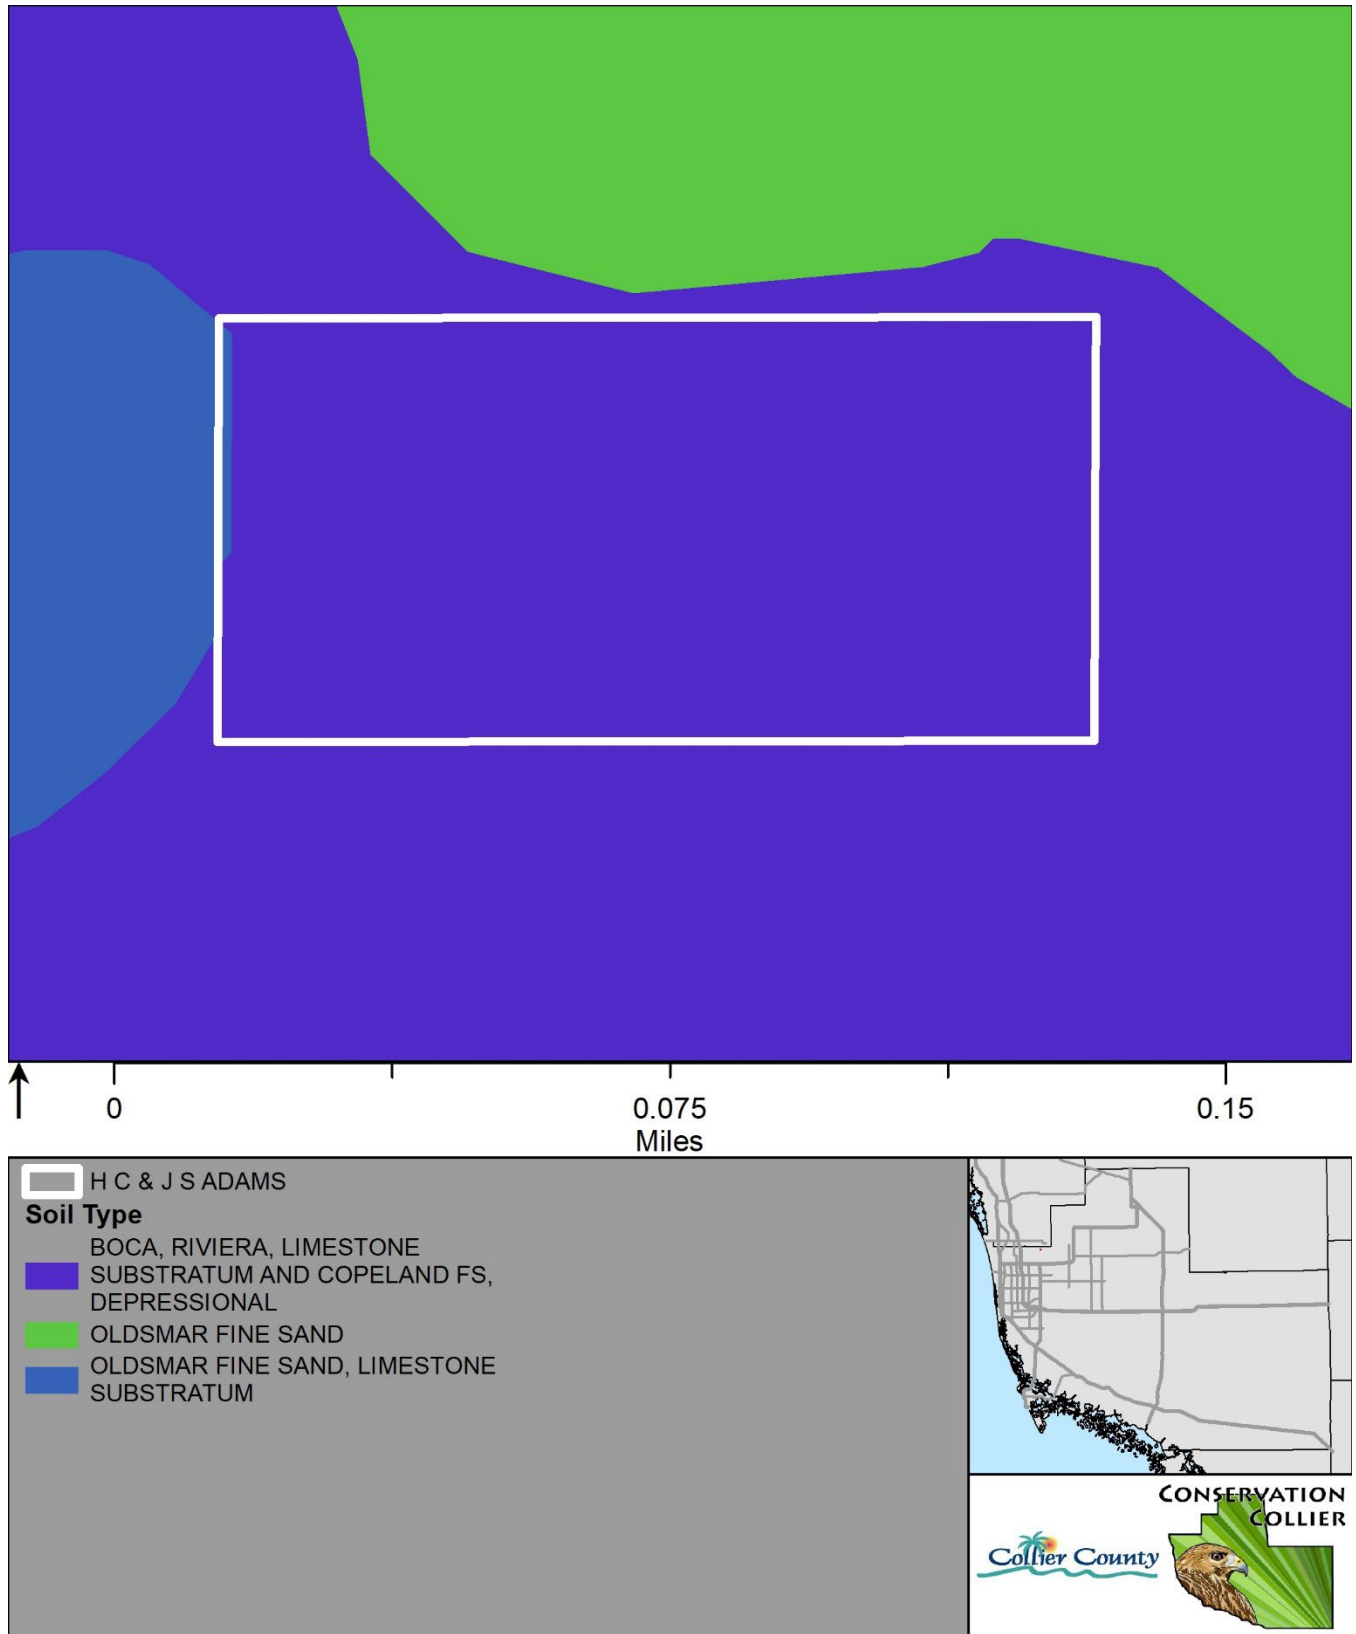 0
0.075
0.15
Miles
H C & J S ADAMS
Soil Type
BOCA, RIVIERA, LIMESTONE
SUBSTRATUM AND COPELAND FS,
DEPRESSIONAL
OLDSMAR FINE SAND
OLDSMAR FINE SAND, LIMESTONE
SUBSTRATUM
CONSERVATION
COLLIER
Collier County